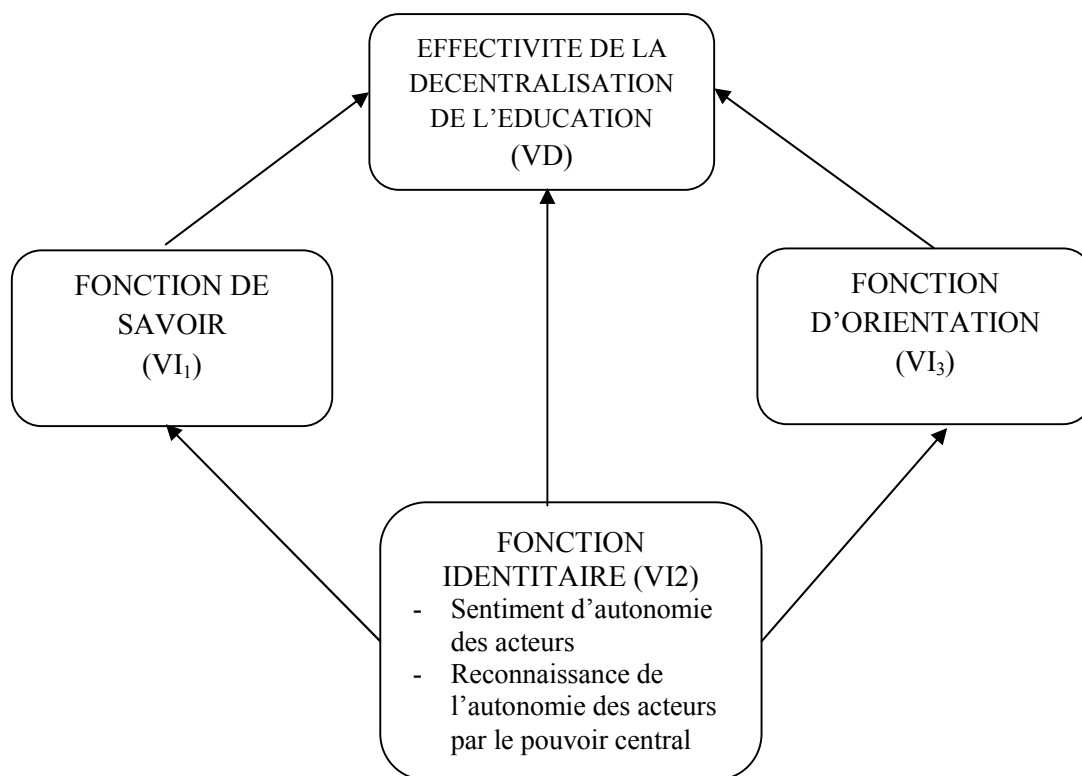 EFFECTIVITE DE LA
DECENTRALISATION
DE L’EDUCATION
(VD)
FONCTION DE
SAVOIR
(VI₁)
FONCTION
D’ORIENTATION
(VI₃)
FONCTION
IDENTITAIRE (VI2)
- Sentiment d’autonomie
des acteurs
- Reconnaissance de
l’autonomie des acteurs
par le pouvoir central